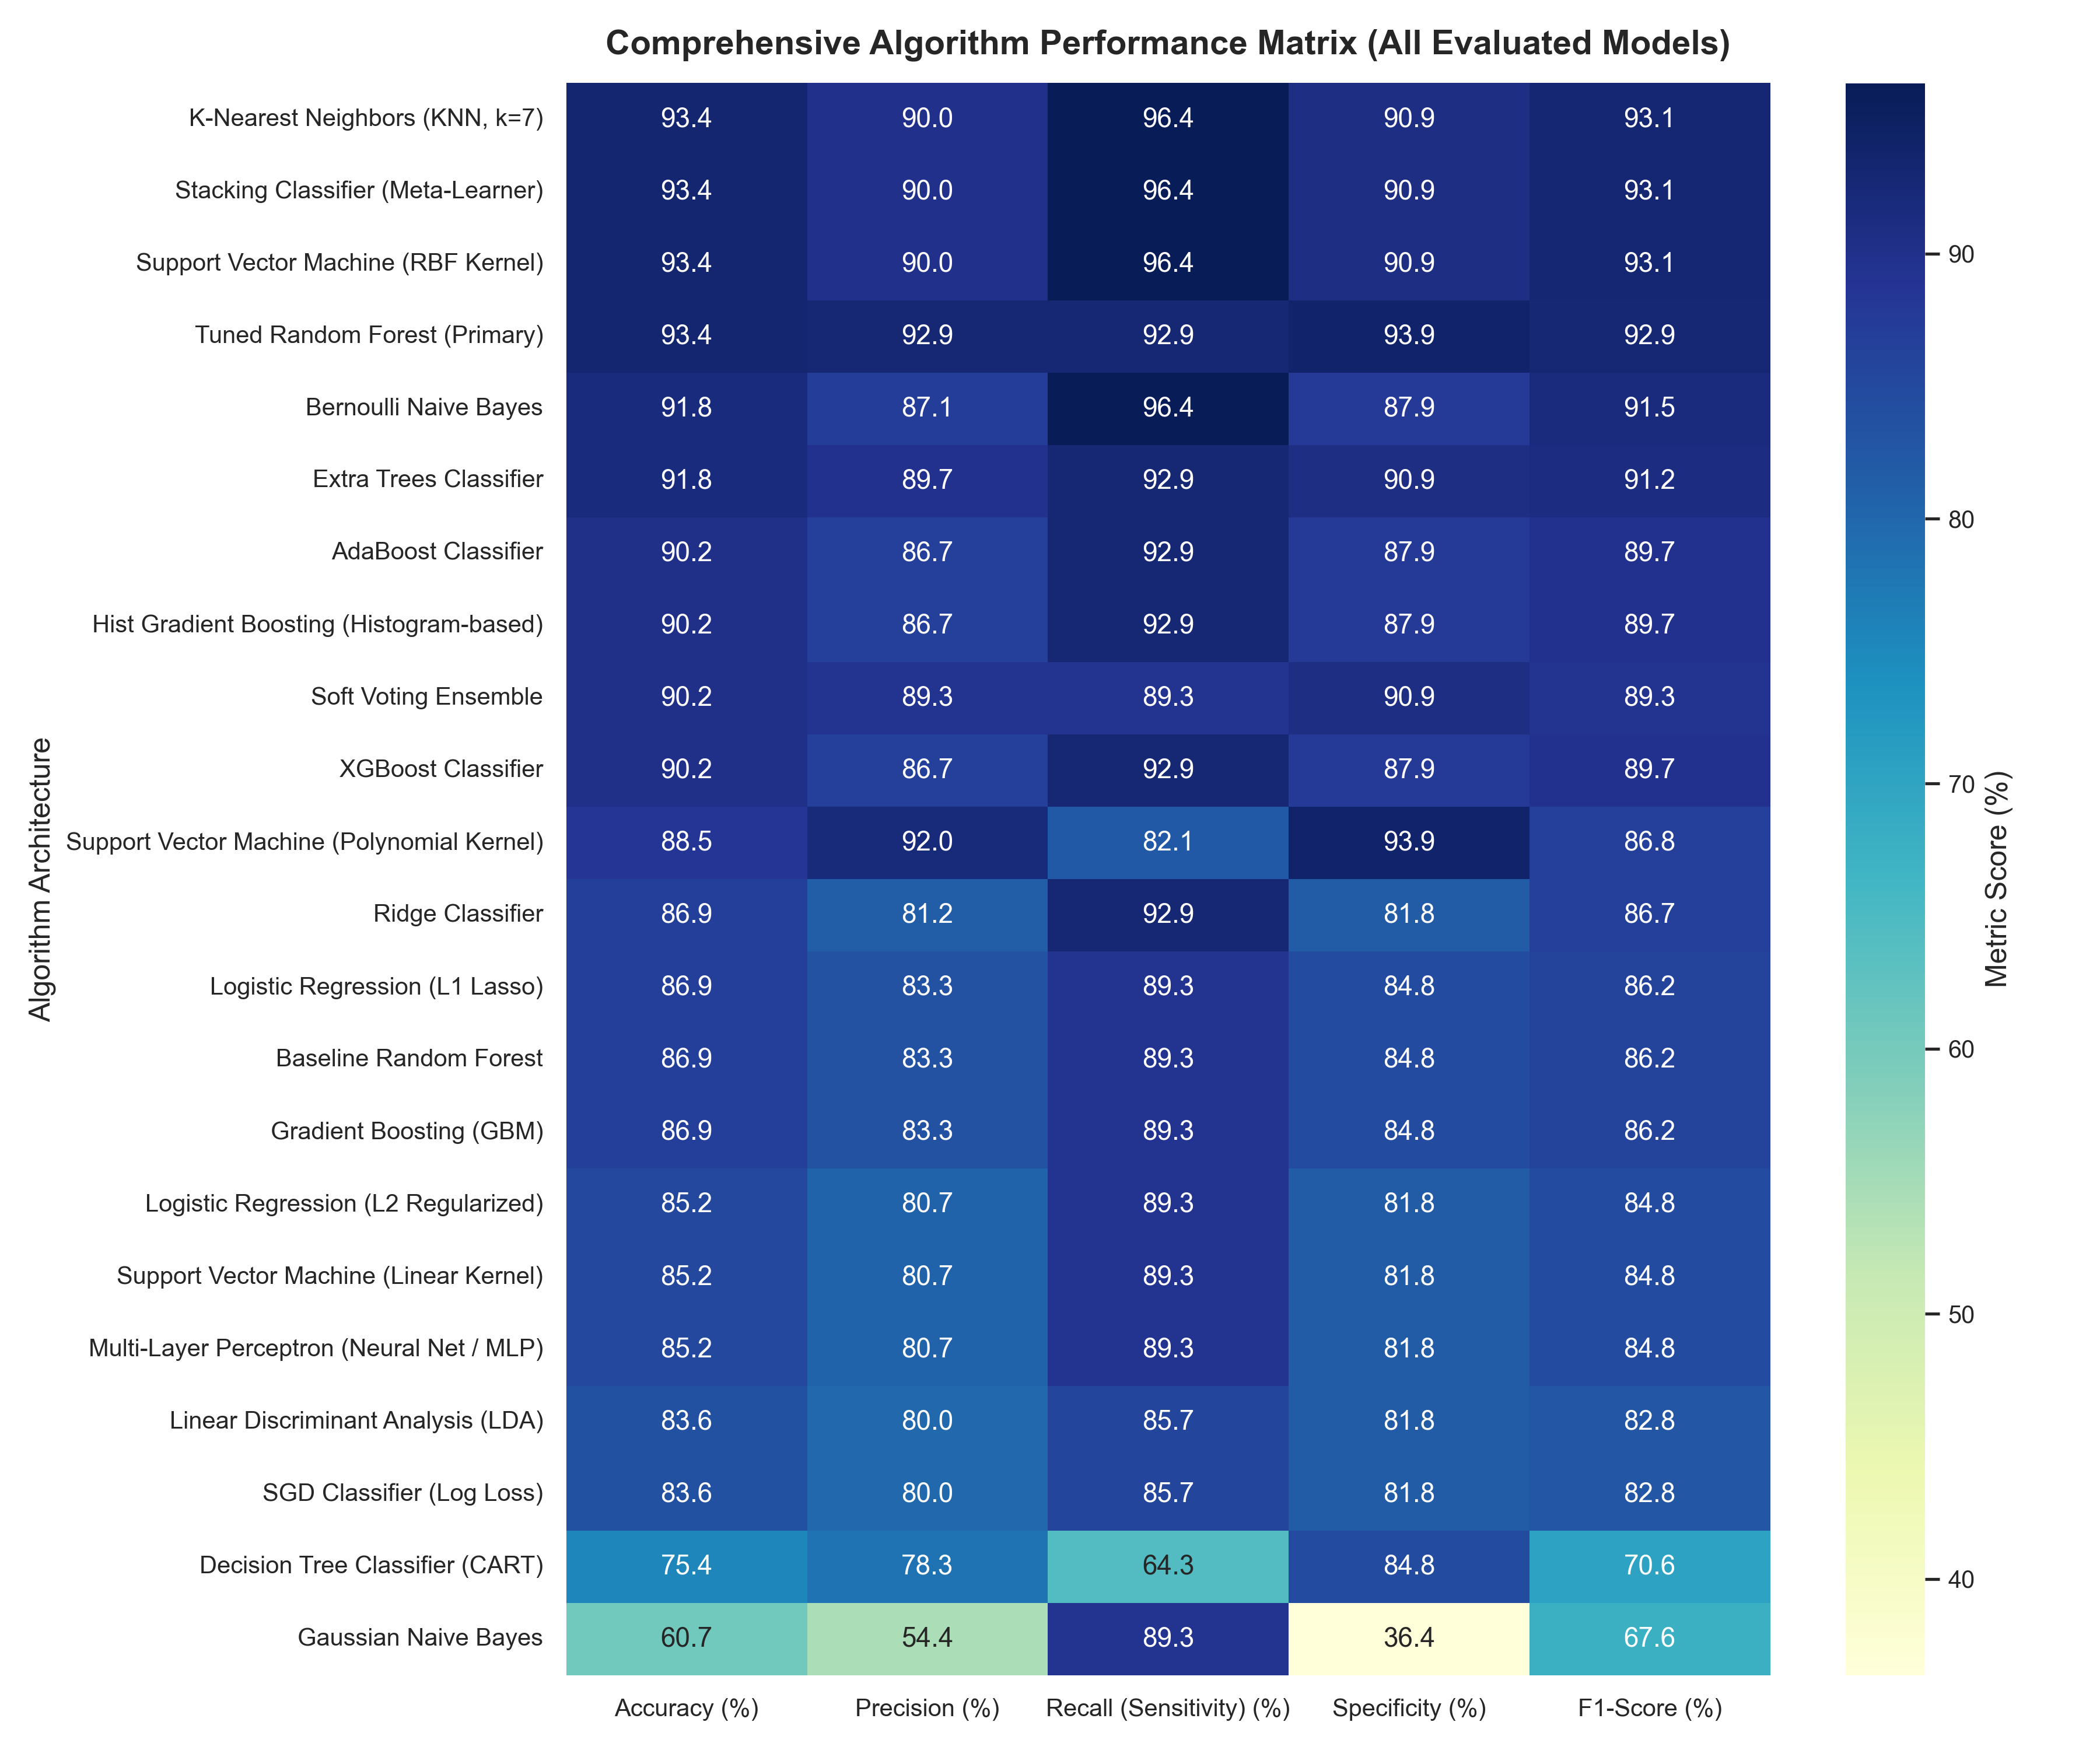 Comprehensive Algorithm Performance Matrix (All Evaluated Models)
K-Nearest Neighbors (KNN, k=7) 93.4 90.0 96.4 90.9 93.1
Stacking Classifier (Meta-Learner) 93.4 90.0 96.4 90.9 93.1
Support Vector Machine (RBF Kernel) 93.4 90.0 96.4 90.9 93.1
Tuned Random Forest (Primary) 93.4 92.9 92.9 93.9 92.9
Bernoulli Naive Bayes 91.8 87.1 96.4 87.9 91.5
Extra Trees Classifier 91.8 89.7 92.9 90.9 91.2
AdaBoost Classifier 90.2 86.7 92.9 87.9 89.7
Hist Gradient Boosting (Histogram-based) 90.2 86.7 92.9 87.9 89.7
Soft Voting Ensemble 90.2 89.3 89.3 90.9 89.3
XGBoost Classifier 90.2 86.7 92.9 87.9 89.7
Support Vector Machine (Polynomial Kernel) 88.5 92.0 82.1 93.9 86.8
Ridge Classifier 86.9 81.2 92.9 81.8 86.7
Logistic Regression (L1 Lasso) 86.9 83.3 89.3 84.8 86.2
Baseline Random Forest 86.9 83.3 89.3 84.8 86.2
Gradient Boosting (GBM) 86.9 83.3 89.3 84.8 86.2
Logistic Regression (L2 Regularized) 85.2 80.7 89.3 81.8 84.8
Support Vector Machine (Linear Kernel) 85.2 80.7 89.3 81.8 84.8
Multi-Layer Perceptron (Neural Net / MLP) 85.2 80.7 89.3 81.8 84.8
Linear Discriminant Analysis (LDA) 83.6 80.0 85.7 81.8 82.8
SGD Classifier (Log Loss) 83.6 80.0 85.7 81.8 82.8
Decision Tree Classifier (CART) 75.4 78.3 64.3 84.8 70.6
Gaussian Naive Bayes 60.7 54.4 89.3 36.4 67.6
Accuracy (%) Precision (%) Recall (Sensitivity) (%) Specificity (%) F1-Score (%)
Algorithm Architecture
90
80
70
60
50
40
Metric Score (%)